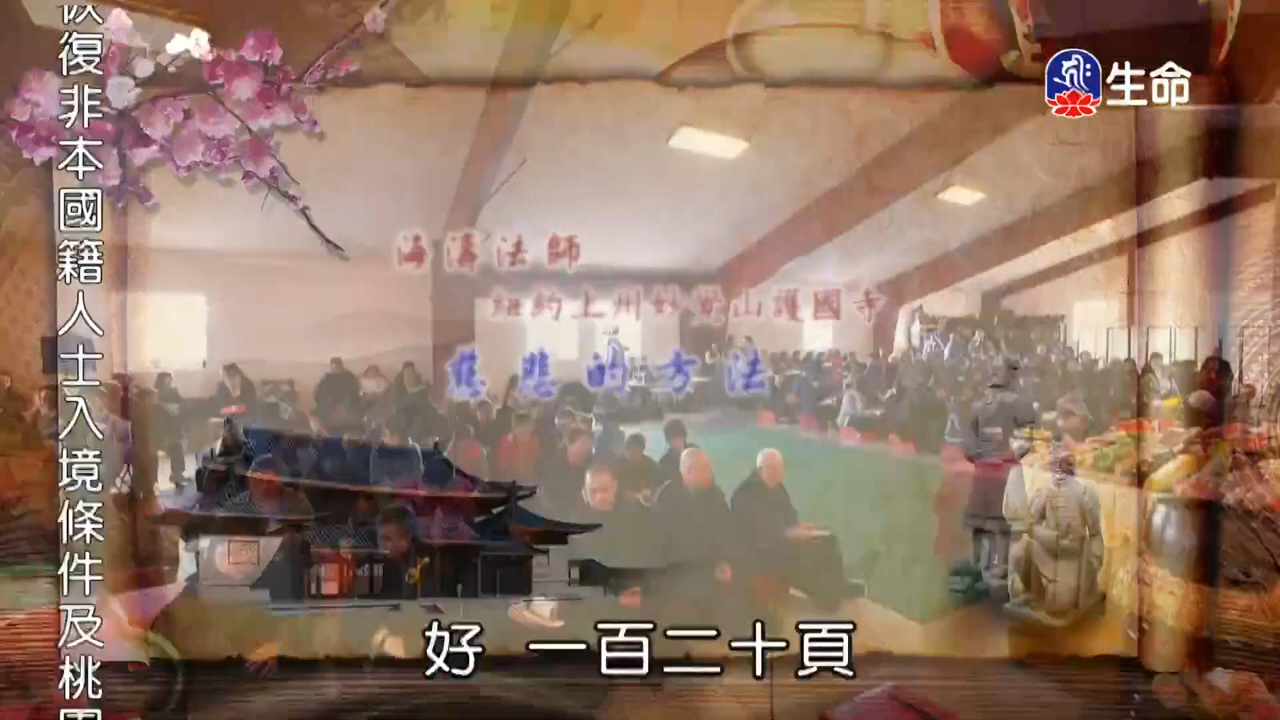 恢復非本國籍人士入境條件及桃園
生命
海濤法師
紐約上州妙覺山護國寺
慈悲的方法
好 一百二十頁